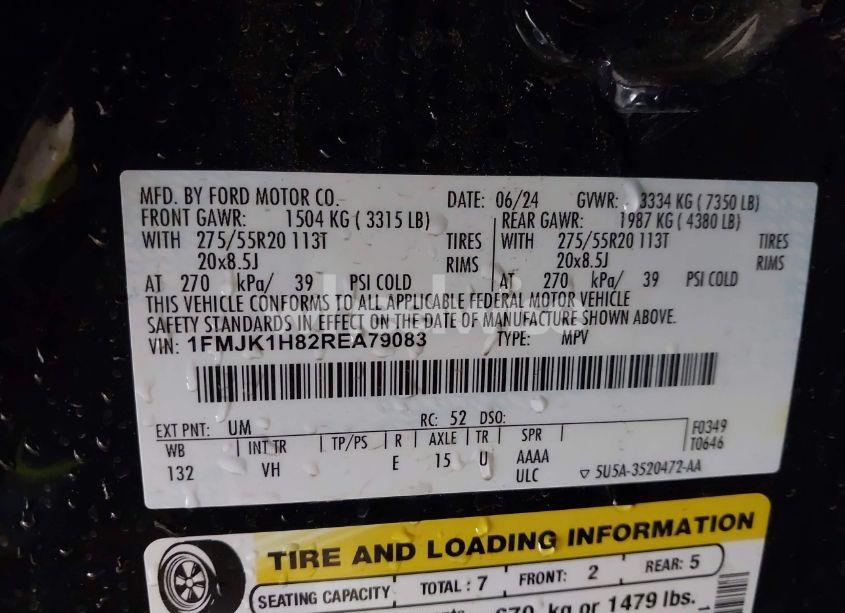 MFD. BY FORD MOTOR CO. DATE: 06/24 GVWR: 3334 KG ( 7350 LB)
FRONT GAWR: 1504 KG ( 3315 LB) REAR GAWR: 1987 KG ( 4380 LB)
WITH 275/55R20 113T TIRES WITH 275/55R20 113T TIRES
20x8.5J RIMS 20x8.5J RIMS
AT 270 kPa/ 39 PSI COLD AT 270 kPa/ 39 PSI COLD
THIS VEHICLE CONFORMS TO ALL APPLICABLE FEDERAL MOTOR VEHICLE
SAFETY STANDARDS IN EFFECT ON THE DATE OF MANUFACTURE SHOWN ABOVE.
VIN: 1FMJK1H82REA79083 TYPE: MPV
EXT PNT: UM RC: 52 DSO: F0349
WB INT TR TP/PS R AXLE TR SPR T0646
132 VH E 15 U AAAA
ULC ▽ 5U5A-3520472-AA
TIRE AND LOADING INFORMATION
SEATING CAPACITY TOTAL : 7 FRONT: 2 REAR: 5
kg or 1479 lbs.